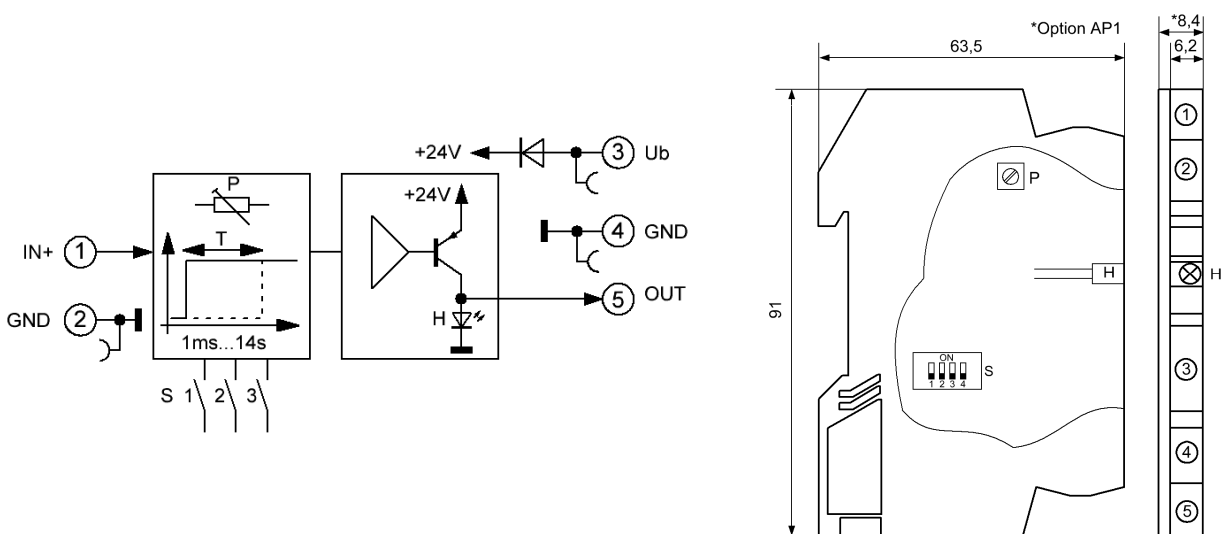 +24V
3 Ub
P
+24V
T
IN+ 1
4 GND
5 OUT
GND 2
H
1ms...14s
S 1 2 3
*Option AP1
*8,4
63,5
6,2
91
P
H
ON
1 2 3 4
S
1
2
H
3
4
5